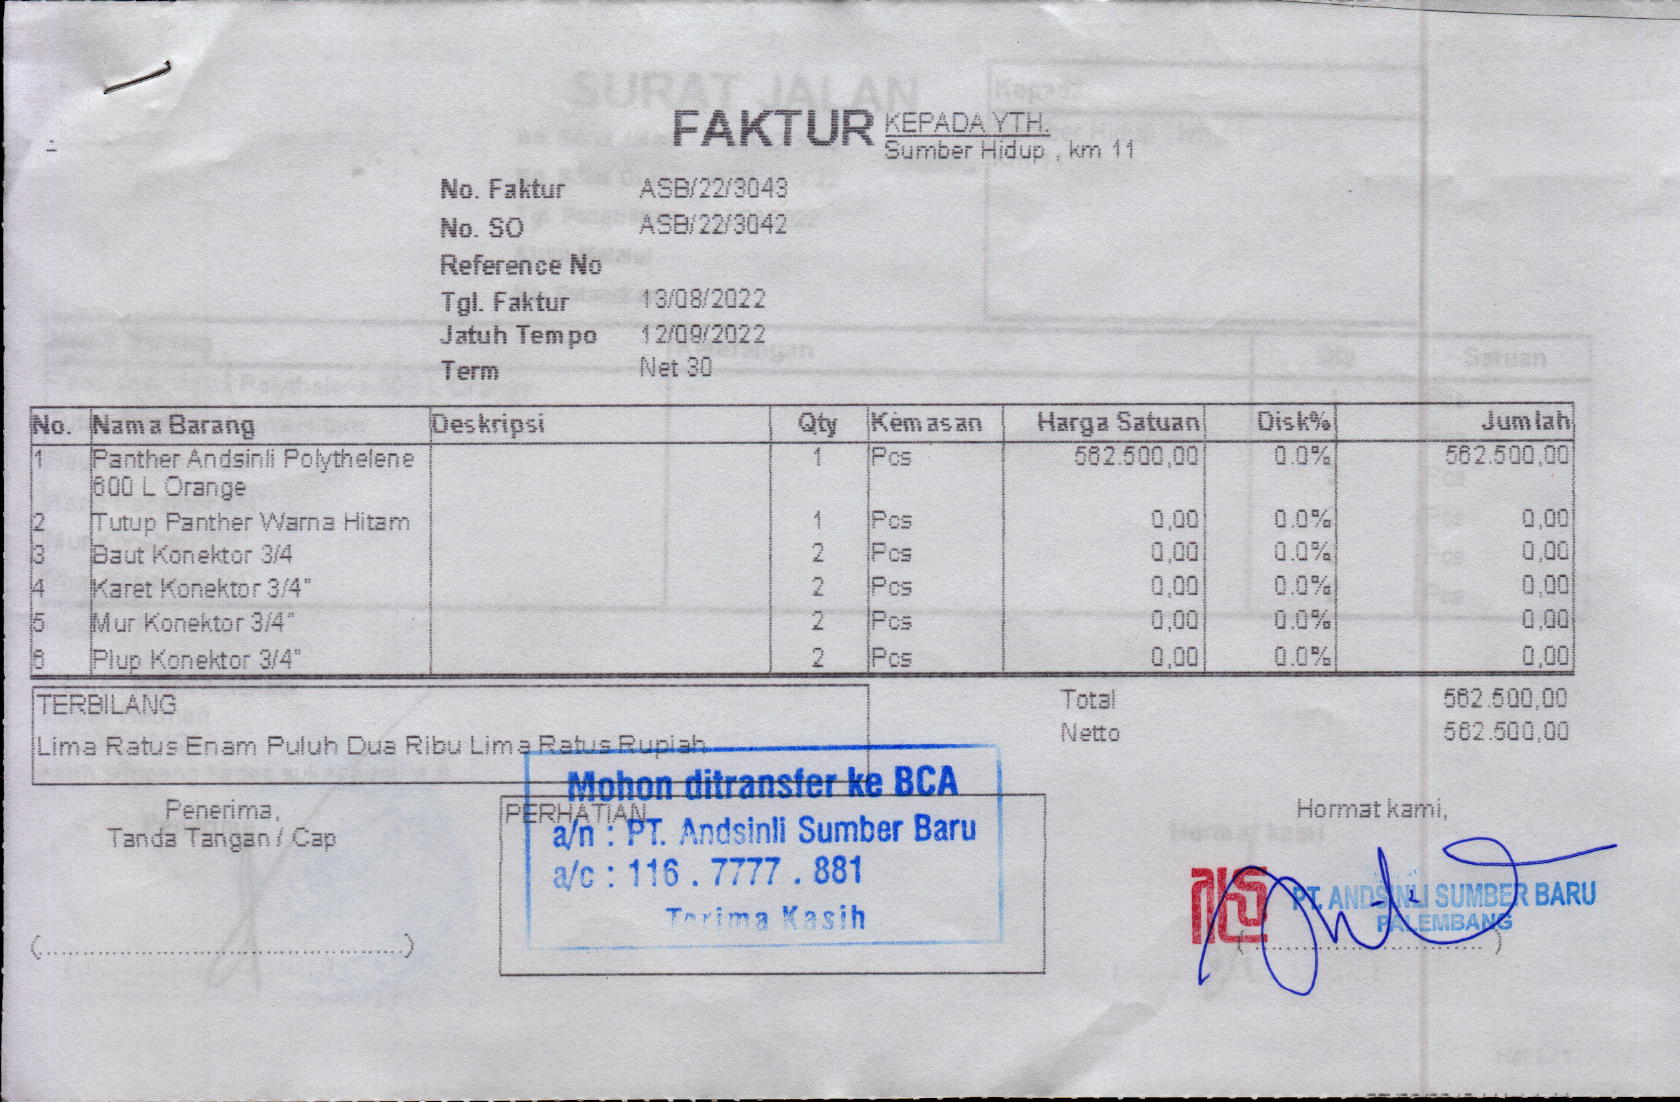 FAKTUR
KEPADA YTH.
Sumber Hidup , km 11
No. Faktur ASB/22/3043
No. SO ASB/22/3042
Reference No
Tgl. Faktur 13/08/2022
Jatuh Tempo 12/09/2022
Term Net 30
No. Nama Barang Deskripsi Qty Kemasan Harga Satuan Disk% Jumlah
1 Panther Andsinli Polythelene 1 Pcs 562.500,00 0.0% 562.500,00
600 L Orange
2 Tutup Panther Warna Hitam 1 Pcs 0,00 0.0% 0,00
3 Baut Konektor 3/4 2 Pcs 0,00 0.0% 0,00
4 Karet Konektor 3/4" 2 Pcs 0,00 0.0% 0,00
5 Mur Konektor 3/4" 2 Pcs 0,00 0.0% 0,00
6 Plup Konektor 3/4" 2 Pcs 0,00 0.0% 0,00
TERBILANG
Lima Ratus Enam Puluh Dua Ribu Lima Ratus Rupiah
Total 562.500,00
Netto 562.500,00
Penerima,
Tanda Tangan / Cap
(..........................................)
PERHATIAN
Mohon ditransfer ke BCA
a/n : PT. Andsinli Sumber Baru
a/c : 116 . 7777 . 881
Terima Kasih
Hormat kami,
PT. ANDSINLI SUMBER BARU
PALEMBANG
(..............................)
SURAT JALAN
Kepada
Keterangan
Qty Satuan
Hormat kami